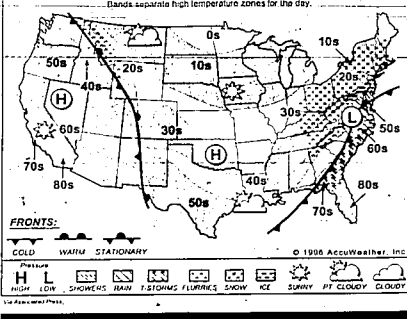 Bands separate high temperature zones for the day.
0s
10s
50s
20s
10s
20s
40s
H
30s
60s
30s
L
50s
H
60s
70s
40s
80s
50s
70s
80s
FRONTS:
COLD WARM STATIONARY
© 1996 AccuWeather, Inc
Pressure
H L
HIGH LOW SHOWERS RAIN T-STORMS FLURRIES SNOW ICE SUNNY PT CLOUDY CLOUDY
Via Associated Press